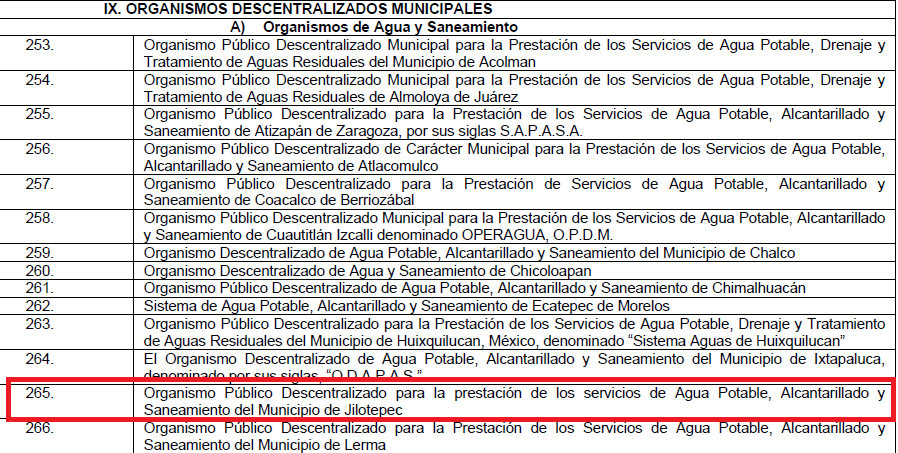 IX. ORGANISMOS DESCENTRALIZADOS MUNICIPALES
A) Organismos de Agua y Saneamiento
253. Organismo Público Descentralizado Municipal para la Prestación de los Servicios de Agua Potable, Drenaje y
Tratamiento de Aguas Residuales del Municipio de Acolman
254. Organismo Público Descentralizado Municipal para la Prestación de los Servicios de Agua Potable, Drenaje y
Tratamiento de Aguas Residuales de Almoloya de Juárez
255. Organismo Público Descentralizado para la Prestación de los Servicios de Agua Potable, Alcantarillado y
Saneamiento de Atizapán de Zaragoza, por sus siglas S.A.P.A.S.A.
256. Organismo Público Descentralizado de Carácter Municipal para la Prestación de los Servicios de Agua Potable,
Alcantarillado y Saneamiento de Atlacomulco
257. Organismo Público Descentralizado para la Prestación de Servicios de Agua Potable, Alcantarillado y
Saneamiento de Coacalco de Berriozábal
258. Organismo Público Descentralizado Municipal para la Prestación de los Servicios de Agua Potable, Alcantarillado
y Saneamiento de Cuautitlán Izcalli denominado OPERAGUA, O.P.D.M.
259. Organismo Descentralizado de Agua Potable, Alcantarillado y Saneamiento del Municipio de Chalco
260. Organismo Descentralizado de Agua y Saneamiento de Chicoloapan
261. Organismo Público Descentralizado de Agua Potable, Alcantarillado y Saneamiento de Chimalhuacán
262. Sistema de Agua Potable, Alcantarillado y Saneamiento de Ecatepec de Morelos
263. Organismo Público Descentralizado para la Prestación de los Servicios de Agua Potable, Drenaje y Tratamiento
de Aguas Residuales del Municipio de Huixquilucan, México, denominado “Sistema Aguas de Huixquilucan”
264. El Organismo Descentralizado de Agua Potable, Alcantarillado y Saneamiento del Municipio de Ixtapaluca,
denominado por sus siglas, “O.D.A.P.A.S.”
265. Organismo Público Descentralizado para la prestación de los servicios de Agua Potable, Alcantarillado y
Saneamiento del Municipio de Jilotepec
266. Organismo Público Descentralizado para la Prestación de los Servicios de Agua Potable, Alcantarillado y
Saneamiento del Municipio de Lerma